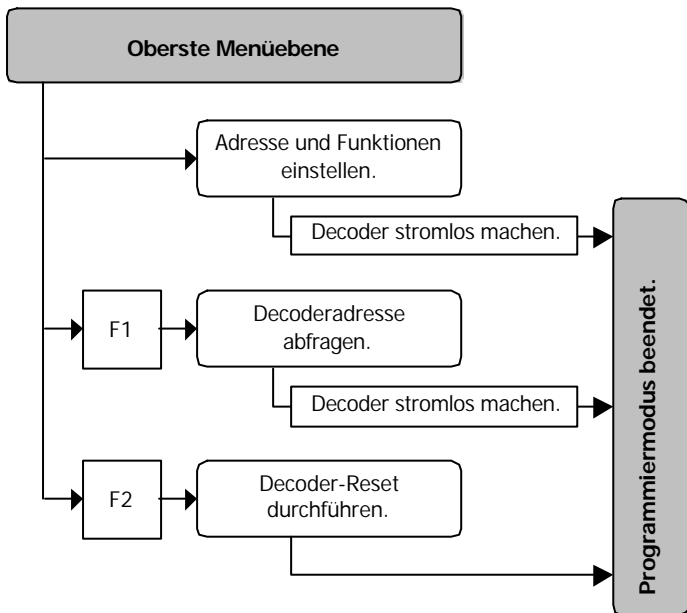 Oberste Menüebene
Adresse und Funktionen
einstellen.
Decoder stromlos machen.
F1
Decoderadresse
abfragen.
Decoder stromlos machen.
F2
Decoder-Reset
durchführen.
Programmiermodus beendet.